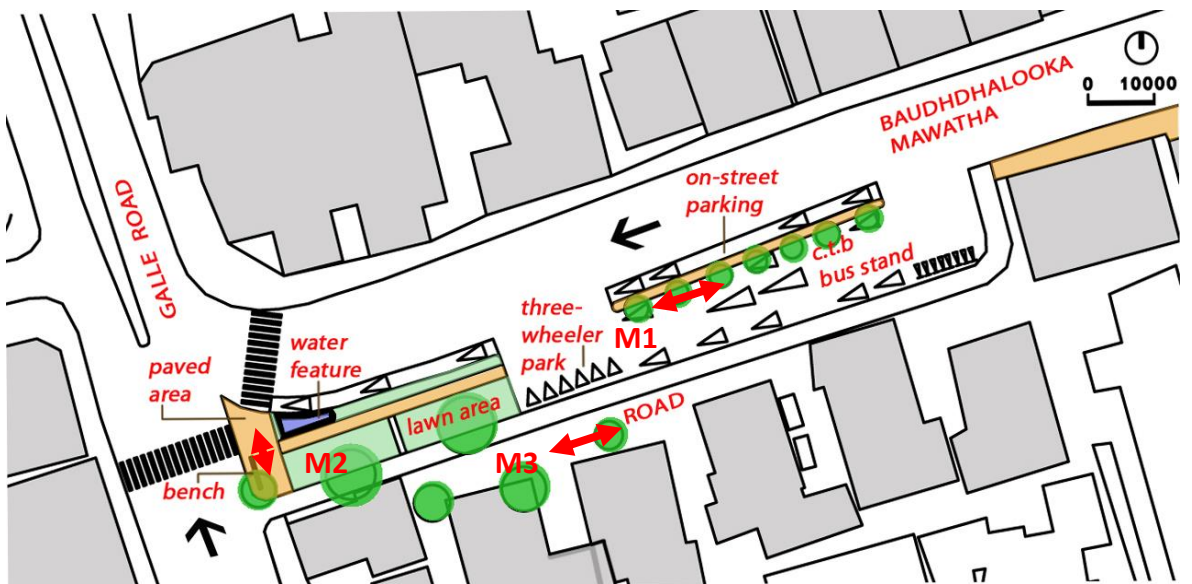 BAUDHDHALOOKA
MAWATHA
0 10000
on-street
parking
GALLE ROAD
c.t.b
bus stand
three-
wheeler
park
M1
water
feature
paved
area
lawn area
ROAD
M2
M3
bench